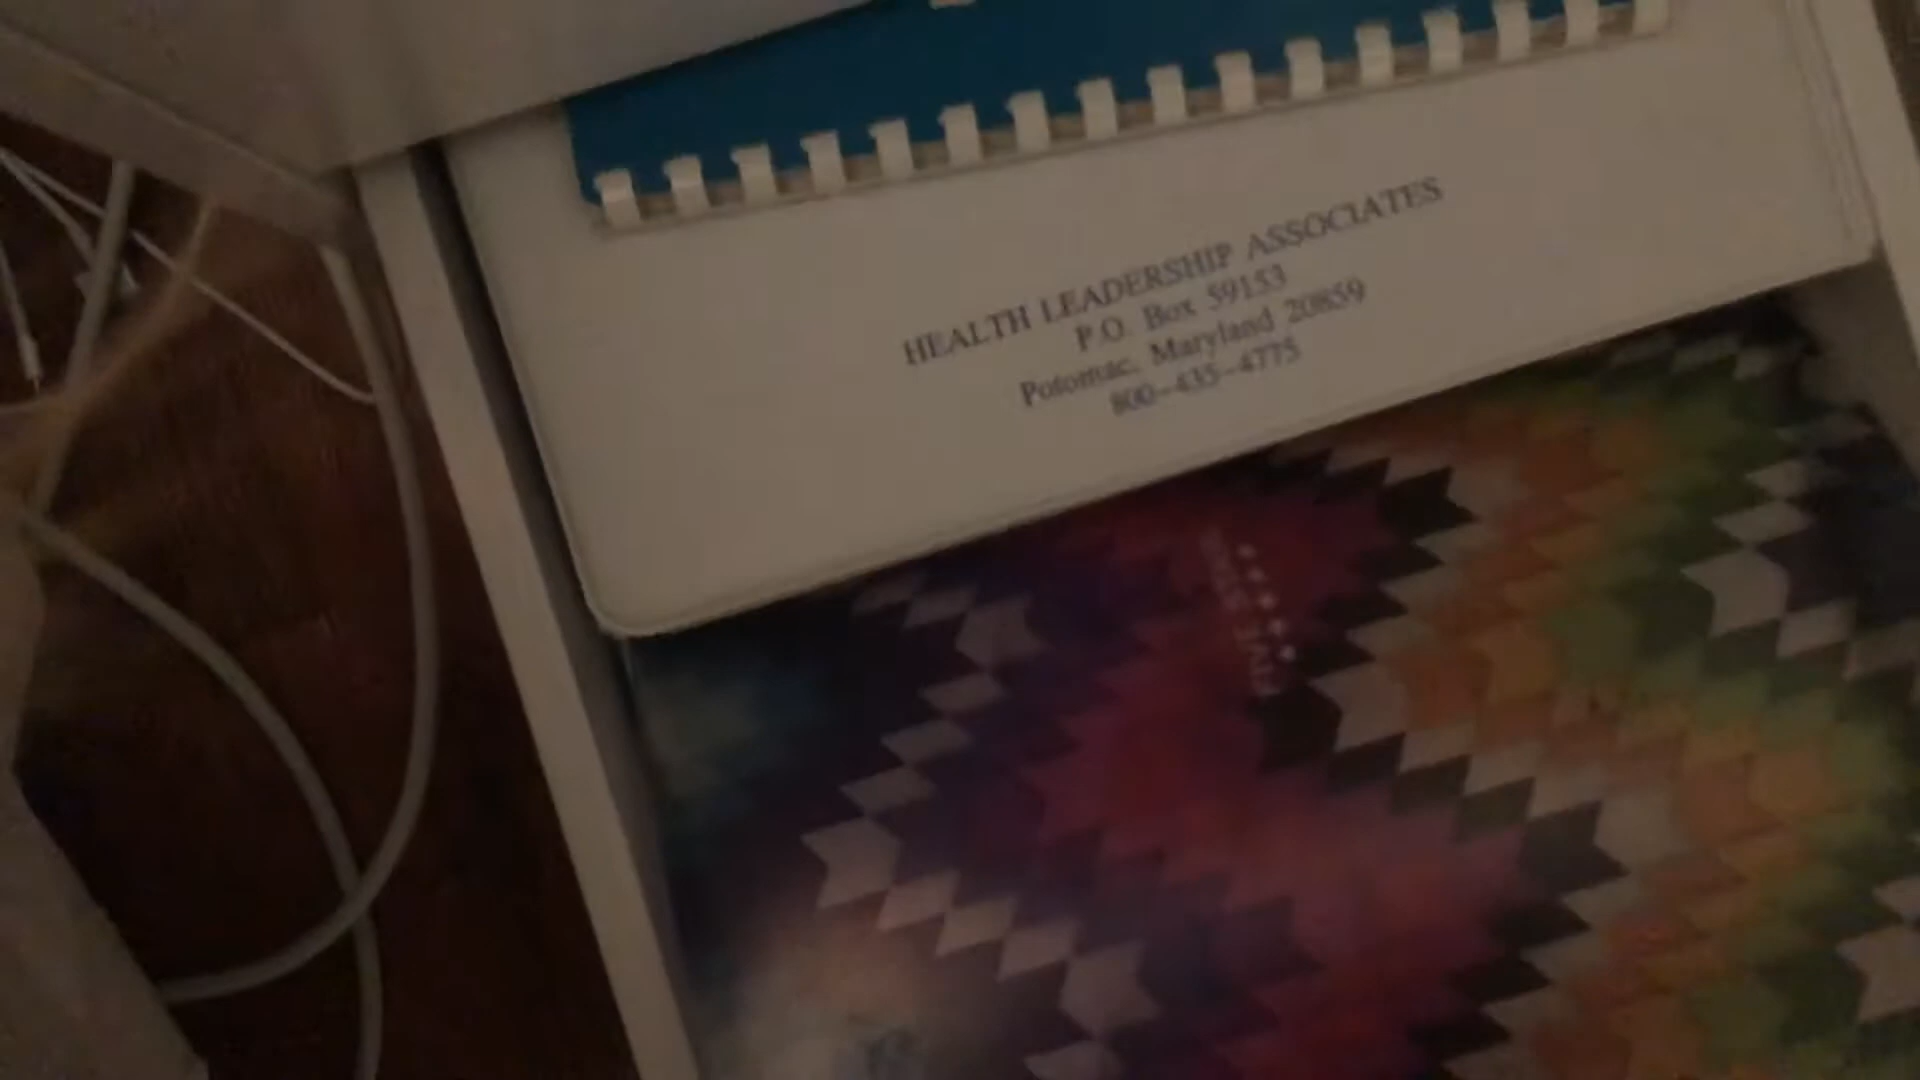 HEALTH LEADERSHIP ASSOCIATES
P.O. Box 59153
Potomac, Maryland 20859
800-435-4775